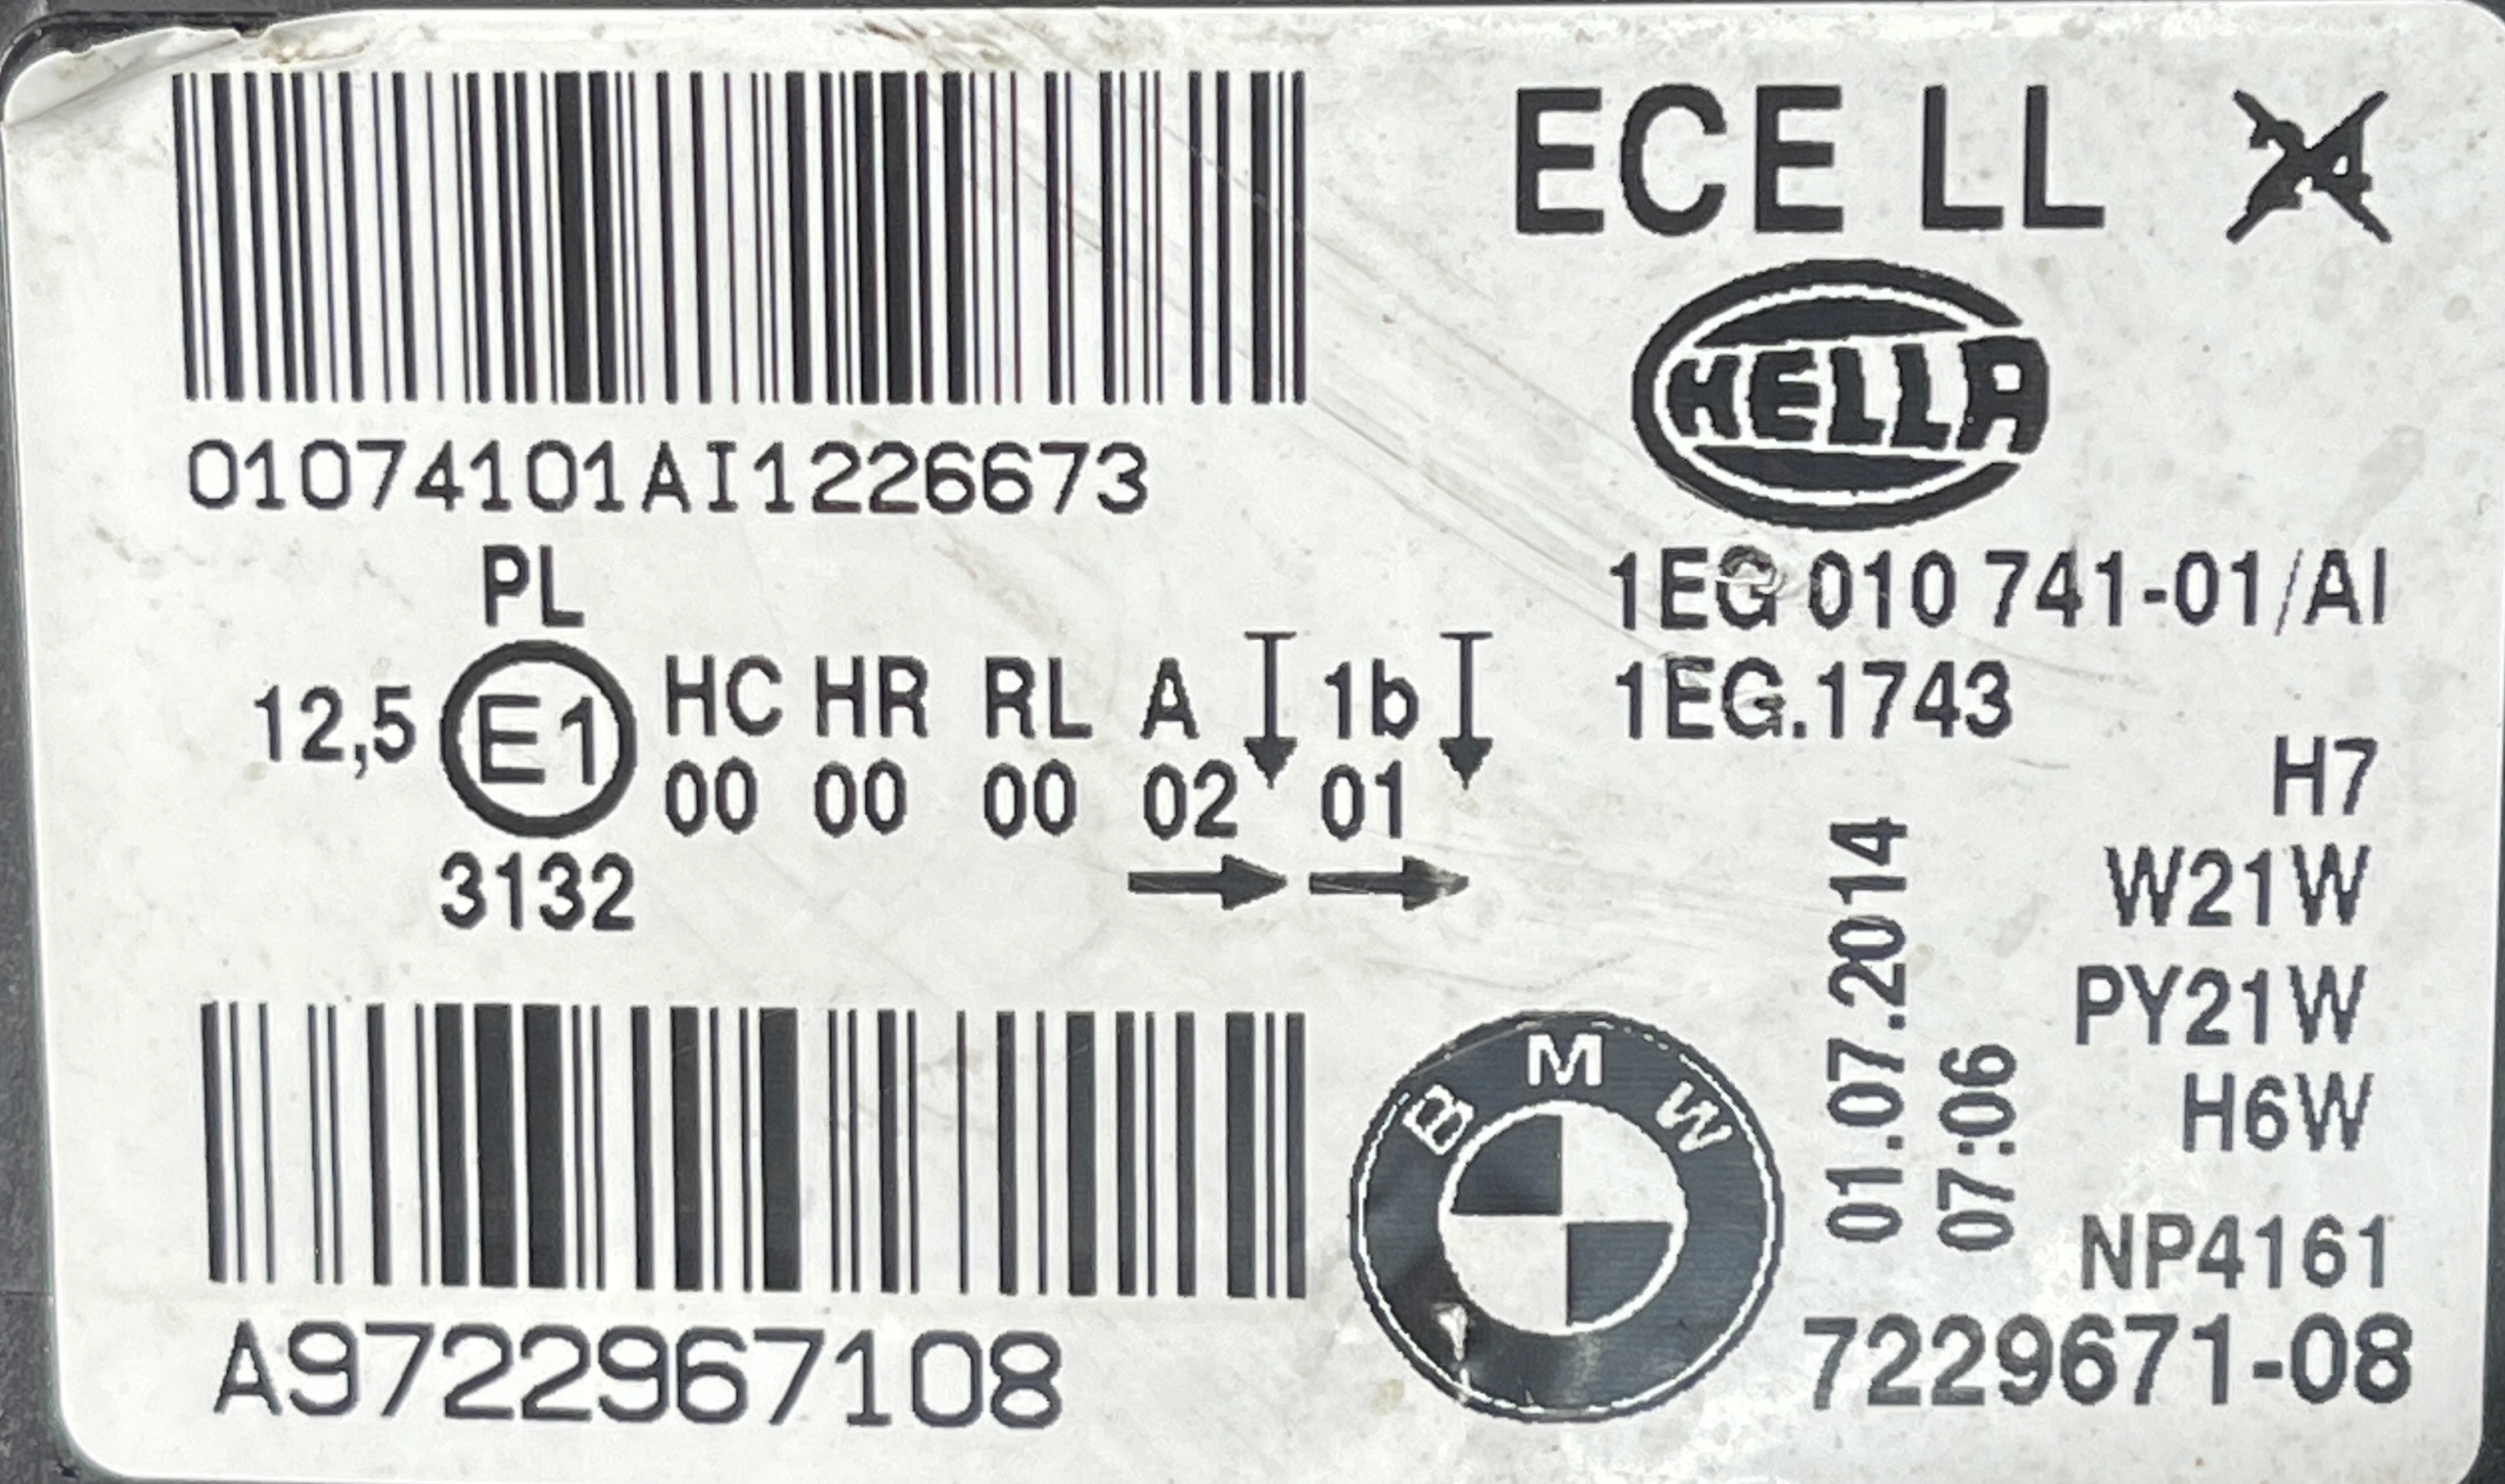 ECE LL 24
HELLA
01074101AI1226673
1EG 010 741-01/AI
1EG.1743
PL
12,5 E1 HC HR RL A 1b
00 00 00 02 01
3132
H7
W21W
PY21W
H6W
01.07.2014
07:06
BMW
NP4161
7229671-08
A9722967108